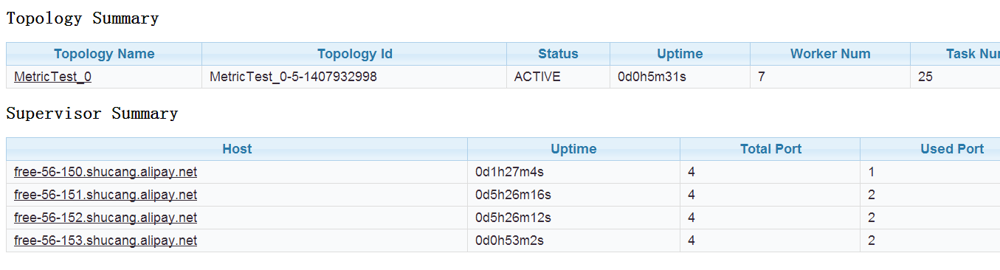 Topology Summary
Topology Name Topology Id Status Uptime Worker Num Task Nu
MetricTest_0 MetricTest_0-5-1407932998 ACTIVE 0d0h5m31s 7 25
Supervisor Summary
Host Uptime Total Port Used Port
free-56-150.shucang.alipay.net 0d1h27m4s 4 1
free-56-151.shucang.alipay.net 0d5h26m16s 4 2
free-56-152.shucang.alipay.net 0d5h26m12s 4 2
free-56-153.shucang.alipay.net 0d0h53m2s 4 2